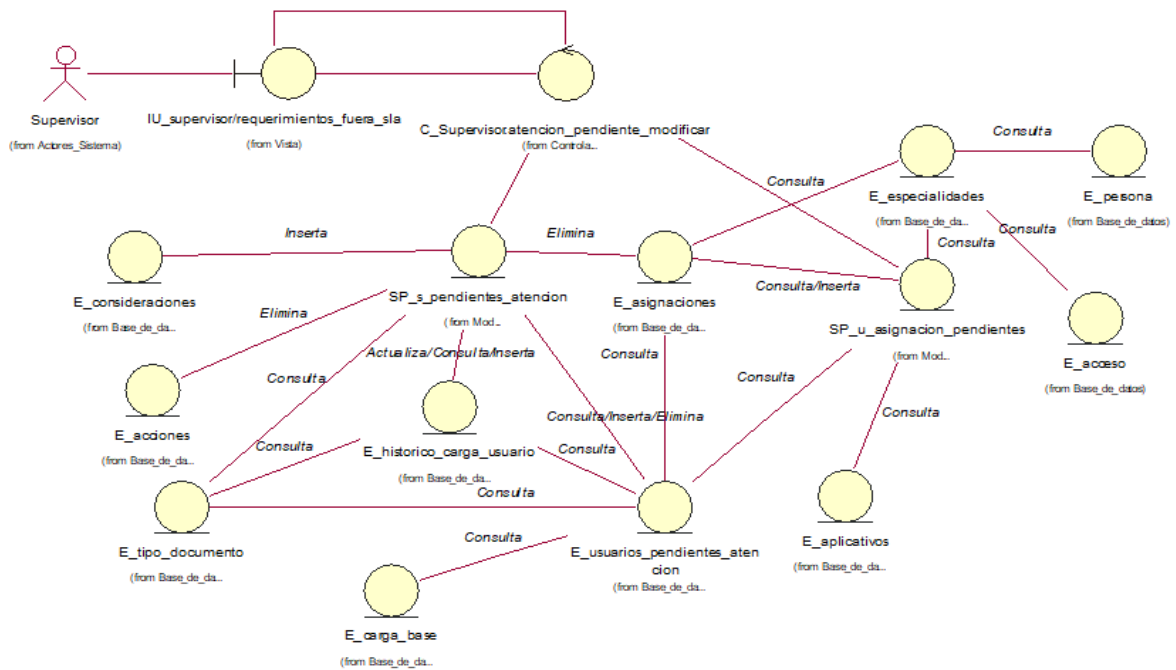 Supervisor
(from Actores_Sistema)
IU_supervisor/requerimientos_fuera_sla
(from Vista)
C_Supervisor.atencion_pendiente_modificar
(from Controla...
Consulta
E_especialidades
(from Base_de_da...
E_persona
(from Base_de_datos)
Consulta
Consulta
Consulta
Inserta
Elimina
E_consideraciones
(from Base_de_da...
SP_s_pendientes_atencion
(from Mod...
E_asignaciones
(from Base_de_da...
Consulta/Inserta
SP_u_asignacion_pendientes
(from Mod...
E_acceso
(from Base_de_datos)
Elimina
Actualiza/Consulta/Inserta
Consulta
Consulta
Consulta
E_acciones
(from Base_de_da...
Consulta/Inserta/Elimina
Consulta
Consulta
E_historico_carga_usuario
(from Base_de_da...
Consulta
Consulta
E_tipo_documento
(from Base_de_da...
Consulta
E_usuarios_pendientes_aten
cion
(from Base_de_da...
E_aplicativos
(from Base_de_da...
E_carga_base
(from Base_de_da...